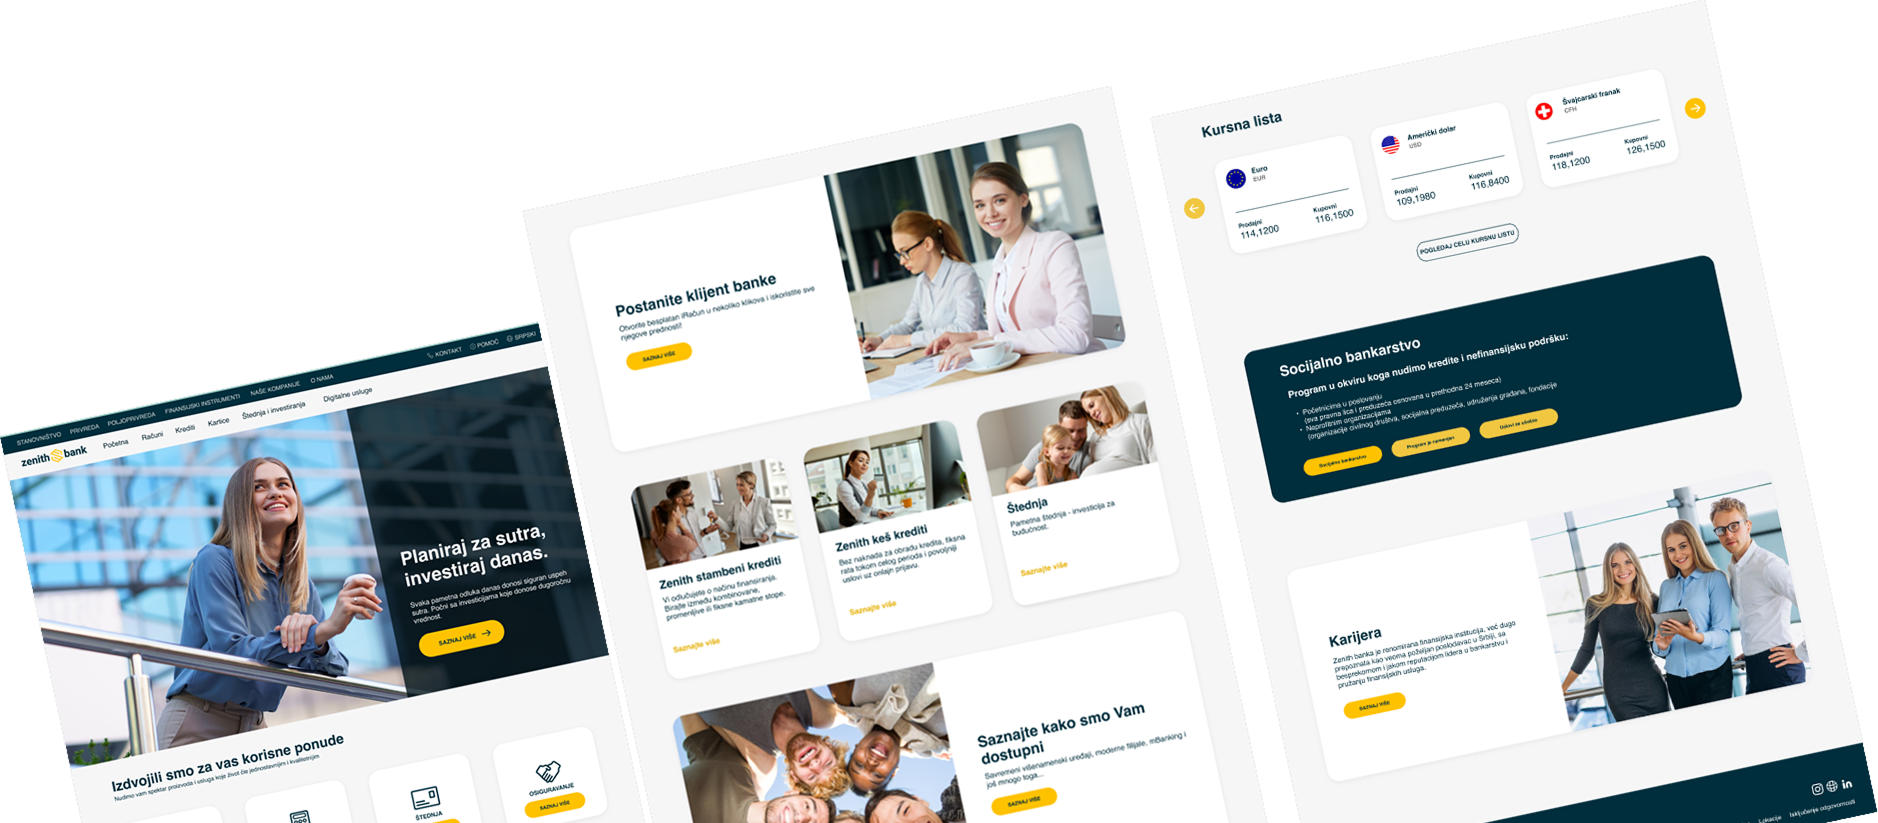 STANOVNIŠTVO PRIVREDA POLJOPRIVREDA FINANSIJSKI INSTRUMENTI NAŠE KOMPANIJE O NAMA
KONTAKT POMOĆ SRPSKI
zenith bank
Početna Računi Krediti Kartice Štednja i investiranja Digitalne usluge
Planiraj za sutra,
investiraj danas.
Svaka pametna odluka danas donosi siguran uspeh
sutra. Počni sa investicijama koje donose dugoročnu
vrednost.
SAZNAJ VIŠE
Izdvojili smo za vas korisne ponude
Nudimo vam spektar proizvoda i usluga koje život čine jednostavnijim i kvalitetnijim
ŠTEDNJA
OSIGURAVANJE
SAZNAJ VIŠE
Postanite klijent banke
Otvorite besplatan iRačun u nekoliko klikova i iskoristite sve
njegove prednosti!
SAZNAJ VIŠE
Zenith stambeni krediti
Vi odlučujete o načinu finansiranja.
Birajte između kombinovane,
promenljive ili fiksne kamatne stope.
Saznajte više
Zenith keš krediti
Bez naknada za obradu kredita, fiksna
rata tokom celog perioda i povoljniji
uslovi uz onlajn prijavu.
Saznajte više
Štednja
Pametna štednja - investicija za
budućnost.
Saznajte više
Saznajte kako smo Vam
dostupni
Savremeni višenamenski uređaji, moderne filijale, mBanking i
još mnogo toga...
SAZNAJ VIŠE
Kursna lista
Euro
EUR
Prodajni Kupovni
114,1200 116,1500
Američki dolar
USD
Prodajni Kupovni
109,1980 116,8400
Švajcarski franak
CFH
Prodajni Kupovni
118,1200 126,1500
POGLEDAJ CELU KURSNU LISTU
Socijalno bankarstvo
Program u okviru koga nudimo kredite i nefinansijsku podršku:
• Početnicima u poslovanju
(sva pravna lica i preduzeća osnovana u prethodna 24 meseca)
• Neprofitnim organizacijama
(organizacije civilnog društva, socijalna preduzeća, udruženja građana, fondacije
Socijalno bankarstvo
Program je namenjen
Uslovi za učešće
Karijera
Zenith banka je renomirana finansijska institucija, već dugo
prepoznata kao veoma poželjan poslodavac u Srbiji, sa
besprekornom i jakom reputacijom lidera u bankarstvu i
pružanju finansijskih usluga.
SAZNAJ VIŠE
Lokacije Isključenje odgovornosti